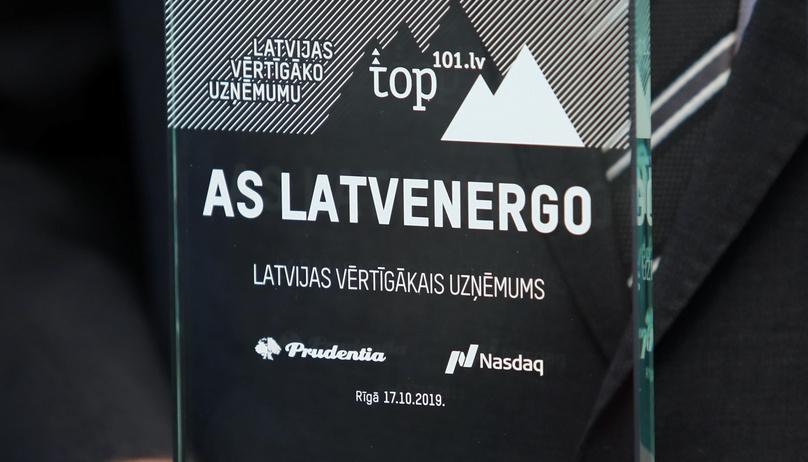 LATVIJAS
VĒRTĪGĀKO
UZŅĒMUMU
top
101.lv
AS LATVENERGO
LATVIJAS VĒRTĪGĀKAIS UZŅĒMUMS
Prudentia
Nasdaq
Rīgā 17.10.2019.